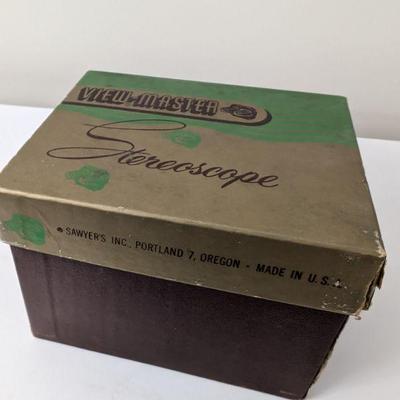 VIEW-MASTER
Stereoscope
SAWYER'S INC., PORTLAND 7, OREGON - MADE IN U. S. A.